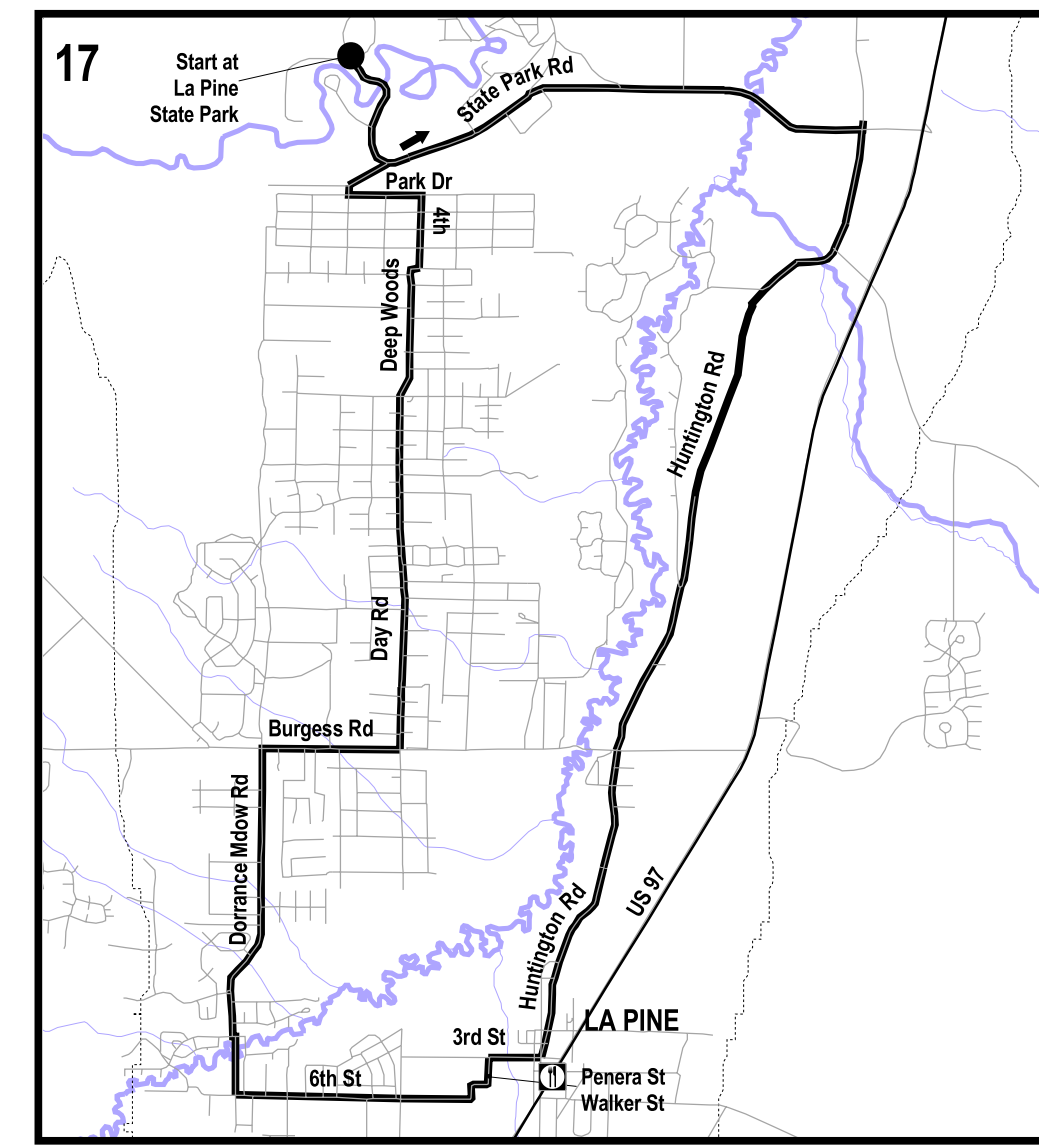 17
Start at
La Pine
State Park
State Park Rd
Park Dr
4th
Deep Woods
Huntington Rd
Day Rd
Burgess Rd
Dorrance Mdow Rd
US 97
Huntington Rd
LA PINE
3rd St
6th St
Penera St
Walker St